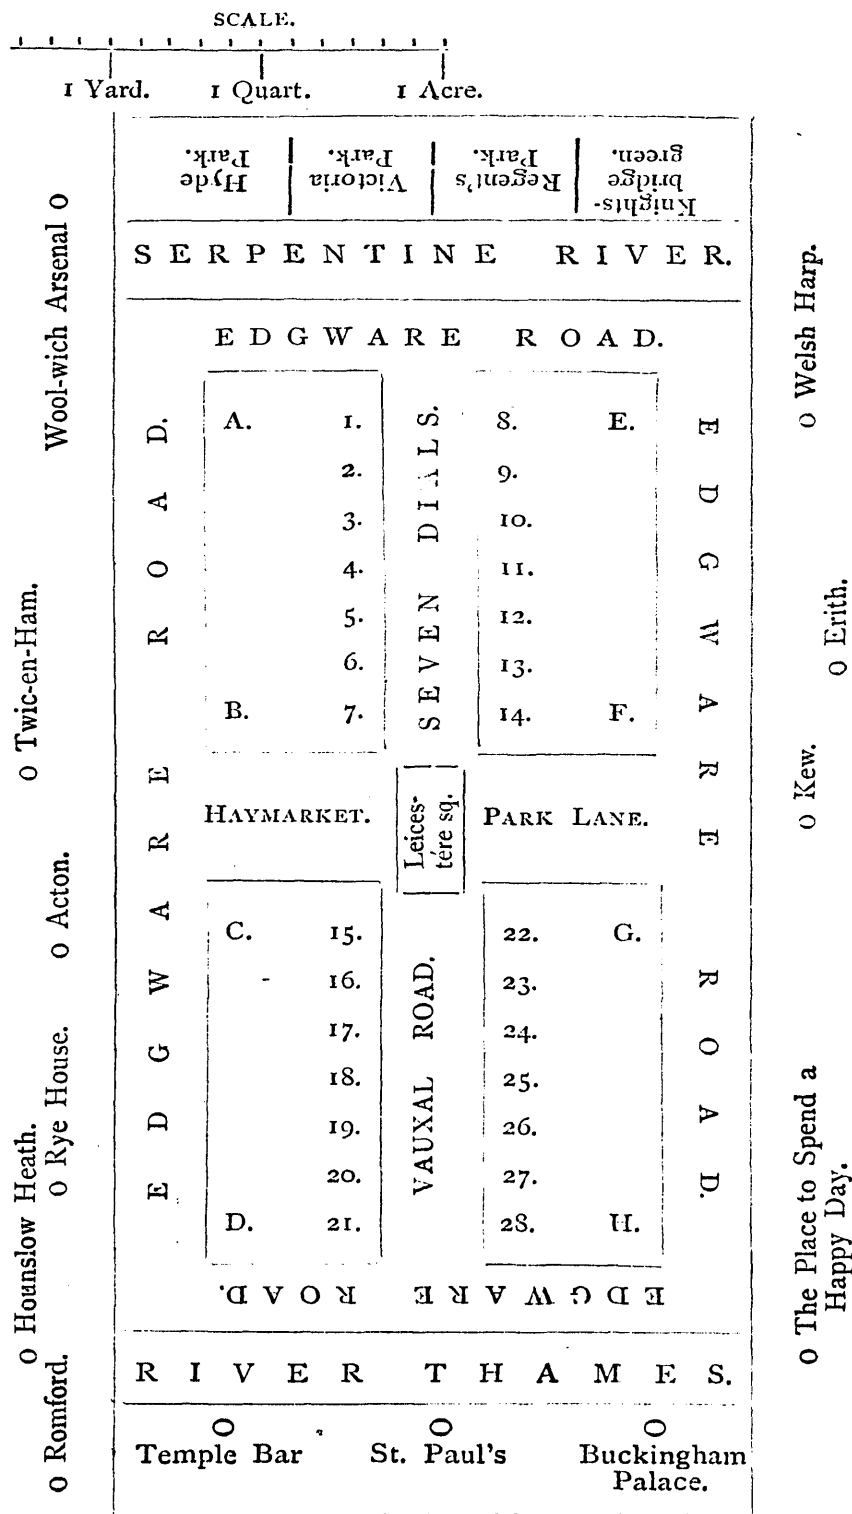 SCALE.
1 Yard. 1 Quart. 1 Acre.
Hyde
Park.
Victoria
Park.
Regent's
Park.
Knights-
bridge
green.
SERPENTINE RIVER.
EDGWARE ROAD.
EDGWARE ROAD.
A.
1.
2.
3.
4.
5.
6.
B.
7.
SEVEN DIALS.
8.
E.
9.
10.
11.
12.
13.
14.
F.
EDGWARE ROAD.
HAYMARKET.
Leices-
tére sq.
PARK LANE.
C.
15.
16.
17.
18.
19.
20.
D.
21.
VAUXAL ROAD.
22.
G.
23.
24.
25.
26.
27.
28.
H.
EDGWARE ROAD.
RIVER THAMES.
Temple Bar
St. Paul's
Buckingham
Palace.
Wool-wich Arsenal O
O Twic-en-Ham.
O Acton.
O Rye House.
O Hounslow Heath.
O Romford.
O Welsh Harp.
O Erith.
O Kew.
O The Place to Spend a
Happy Day.